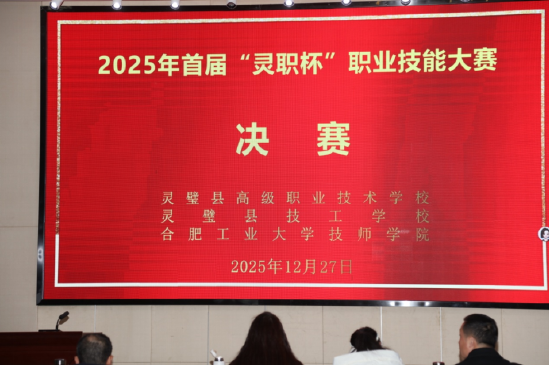 2025年首届“灵职杯”职业技能大赛
决 赛
灵璧县高级职业技术学校
灵璧县技工学校
合肥工业大学技师学院
2025年12月27日